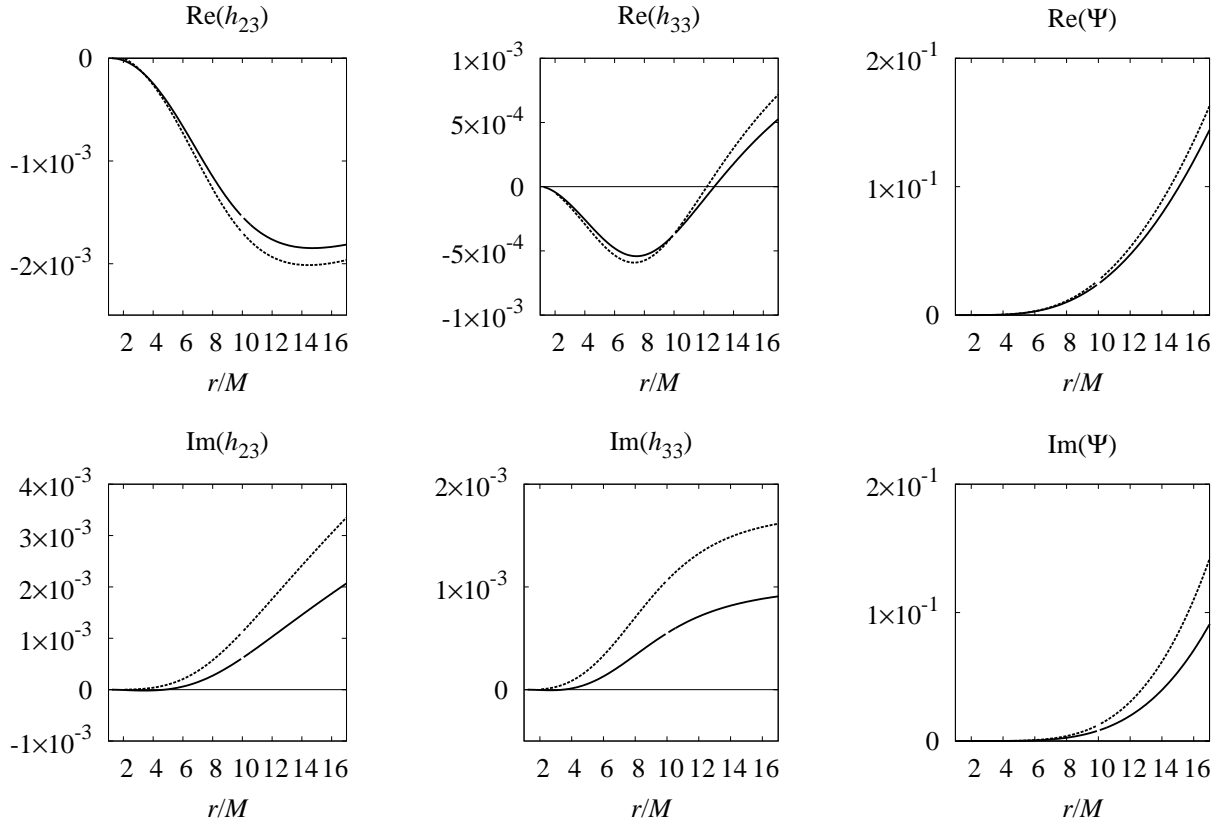 Re(h₂₃)
0
-1×10⁻³
-2×10⁻³
2 4 6 8 10 12 14 16
r/M
Re(h₃₃)
1×10⁻³
5×10⁻⁴
0
-5×10⁻⁴
-1×10⁻³
2 4 6 8 10 12 14 16
r/M
Re(Ψ)
2×10⁻¹
1×10⁻¹
0
2 4 6 8 10 12 14 16
r/M
Im(h₂₃)
4×10⁻³
3×10⁻³
2×10⁻³
1×10⁻³
0
-1×10⁻³
2 4 6 8 10 12 14 16
r/M
Im(h₃₃)
2×10⁻³
1×10⁻³
0
2 4 6 8 10 12 14 16
r/M
Im(Ψ)
2×10⁻¹
1×10⁻¹
0
2 4 6 8 10 12 14 16
r/M